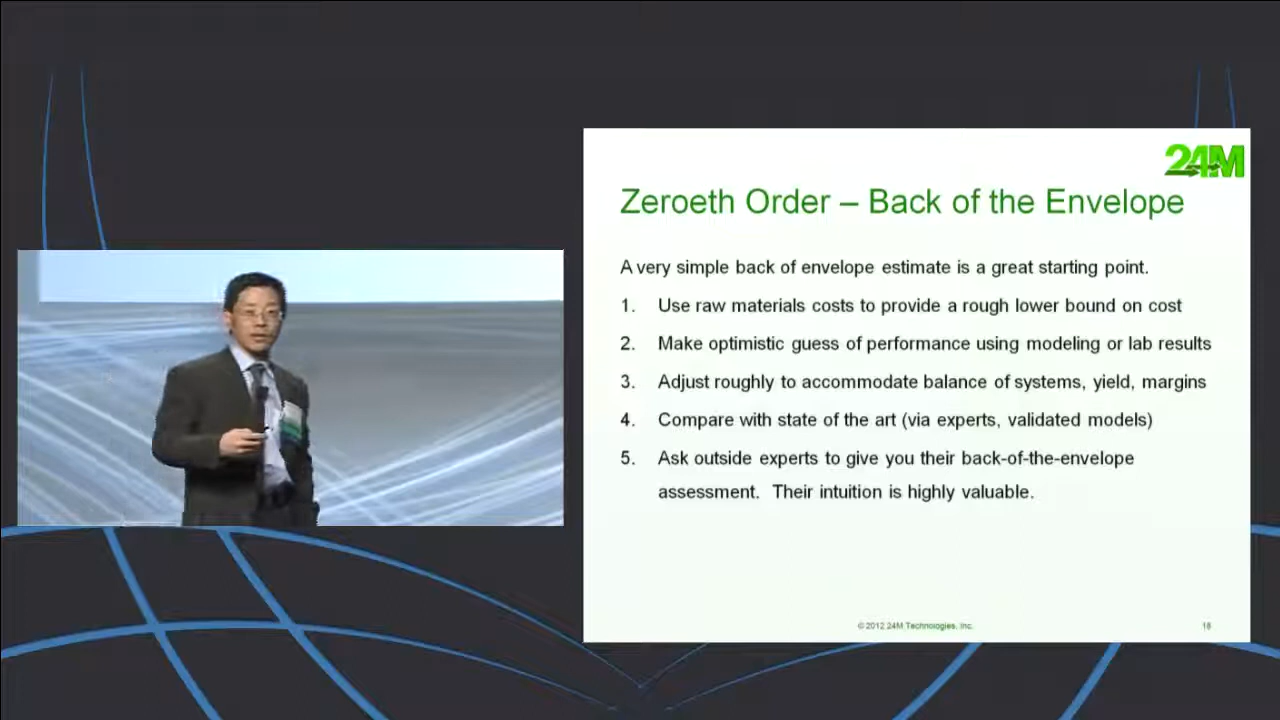 24M
Zeroeth Order – Back of the Envelope
A very simple back of envelope estimate is a great starting point.
1. Use raw materials costs to provide a rough lower bound on cost
2. Make optimistic guess of performance using modeling or lab results
3. Adjust roughly to accommodate balance of systems, yield, margins
4. Compare with state of the art (via experts, validated models)
5. Ask outside experts to give you their back-of-the-envelope
assessment. Their intuition is highly valuable.
© 2012 24M Technologies, Inc.
18